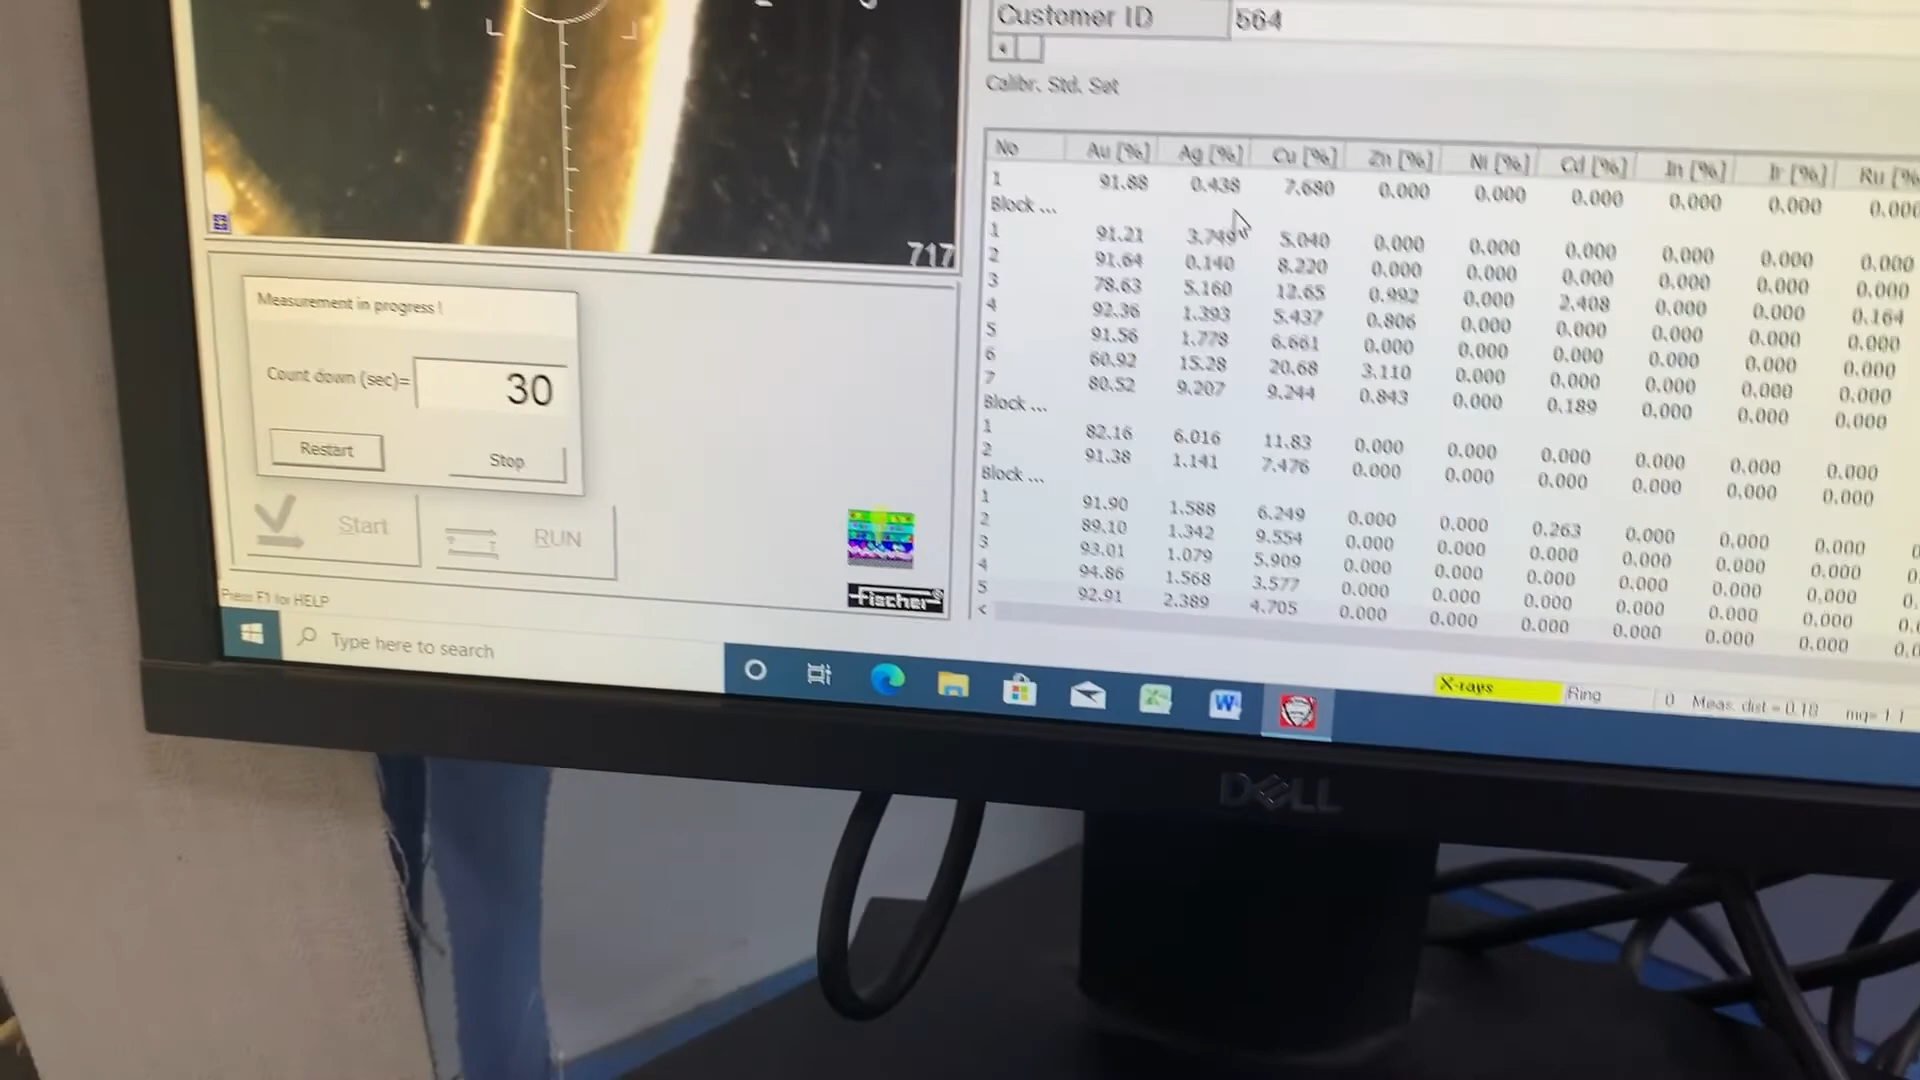 Customer ID 564
Calibr. Std. Set
No Au [%] Ag [%] Cu [%] Zn [%] Ni [%] Cd [%] In [%] Ir [%] Ru [%
1 91.88 0.438 7.680 0.000 0.000 0.000 0.000 0.000 0.000
Block ...
1 91.21 3.749 5.040 0.000 0.000 0.000 0.000 0.000 0.000
2 91.64 0.140 8.220 0.000 0.000 0.000 0.000 0.000 0.000
3 78.63 5.160 12.65 0.992 0.000 2.408 0.000 0.000 0.164
4 92.36 1.393 5.437 0.806 0.000 0.000 0.000 0.000 0.000
5 91.56 1.778 6.661 0.000 0.000 0.000 0.000 0.000 0.000
6 60.92 15.28 20.68 3.110 0.000 0.000 0.000 0.000 0.000
7 80.52 9.207 9.244 0.843 0.000 0.189 0.000 0.000 0.000
Block ...
1 82.16 6.016 11.83 0.000 0.000 0.000 0.000 0.000 0.000
2 91.38 1.141 7.476 0.000 0.000 0.000 0.000 0.000 0.000
Block ...
1 91.90 1.588 6.249 0.000 0.000 0.263 0.000 0.000 0.000
2 89.10 1.342 9.554 0.000 0.000 0.000 0.000 0.000 0.000
3 93.01 1.079 5.909 0.000 0.000 0.000 0.000 0.000 0.000
4 94.86 1.568 3.577 0.000 0.000 0.000 0.000 0.000 0.000
5 92.91 2.389 4.705 0.000 0.000 0.000 0.000 0.000 0.0
<
717
Measurement in progress !
Count down (sec)= 30
Restart Stop
Start RUN
Fischer®
Press F1 for HELP
Type here to search
X-rays Ring 0 Meas. dist = 0.18 mq= 1.1
DELL